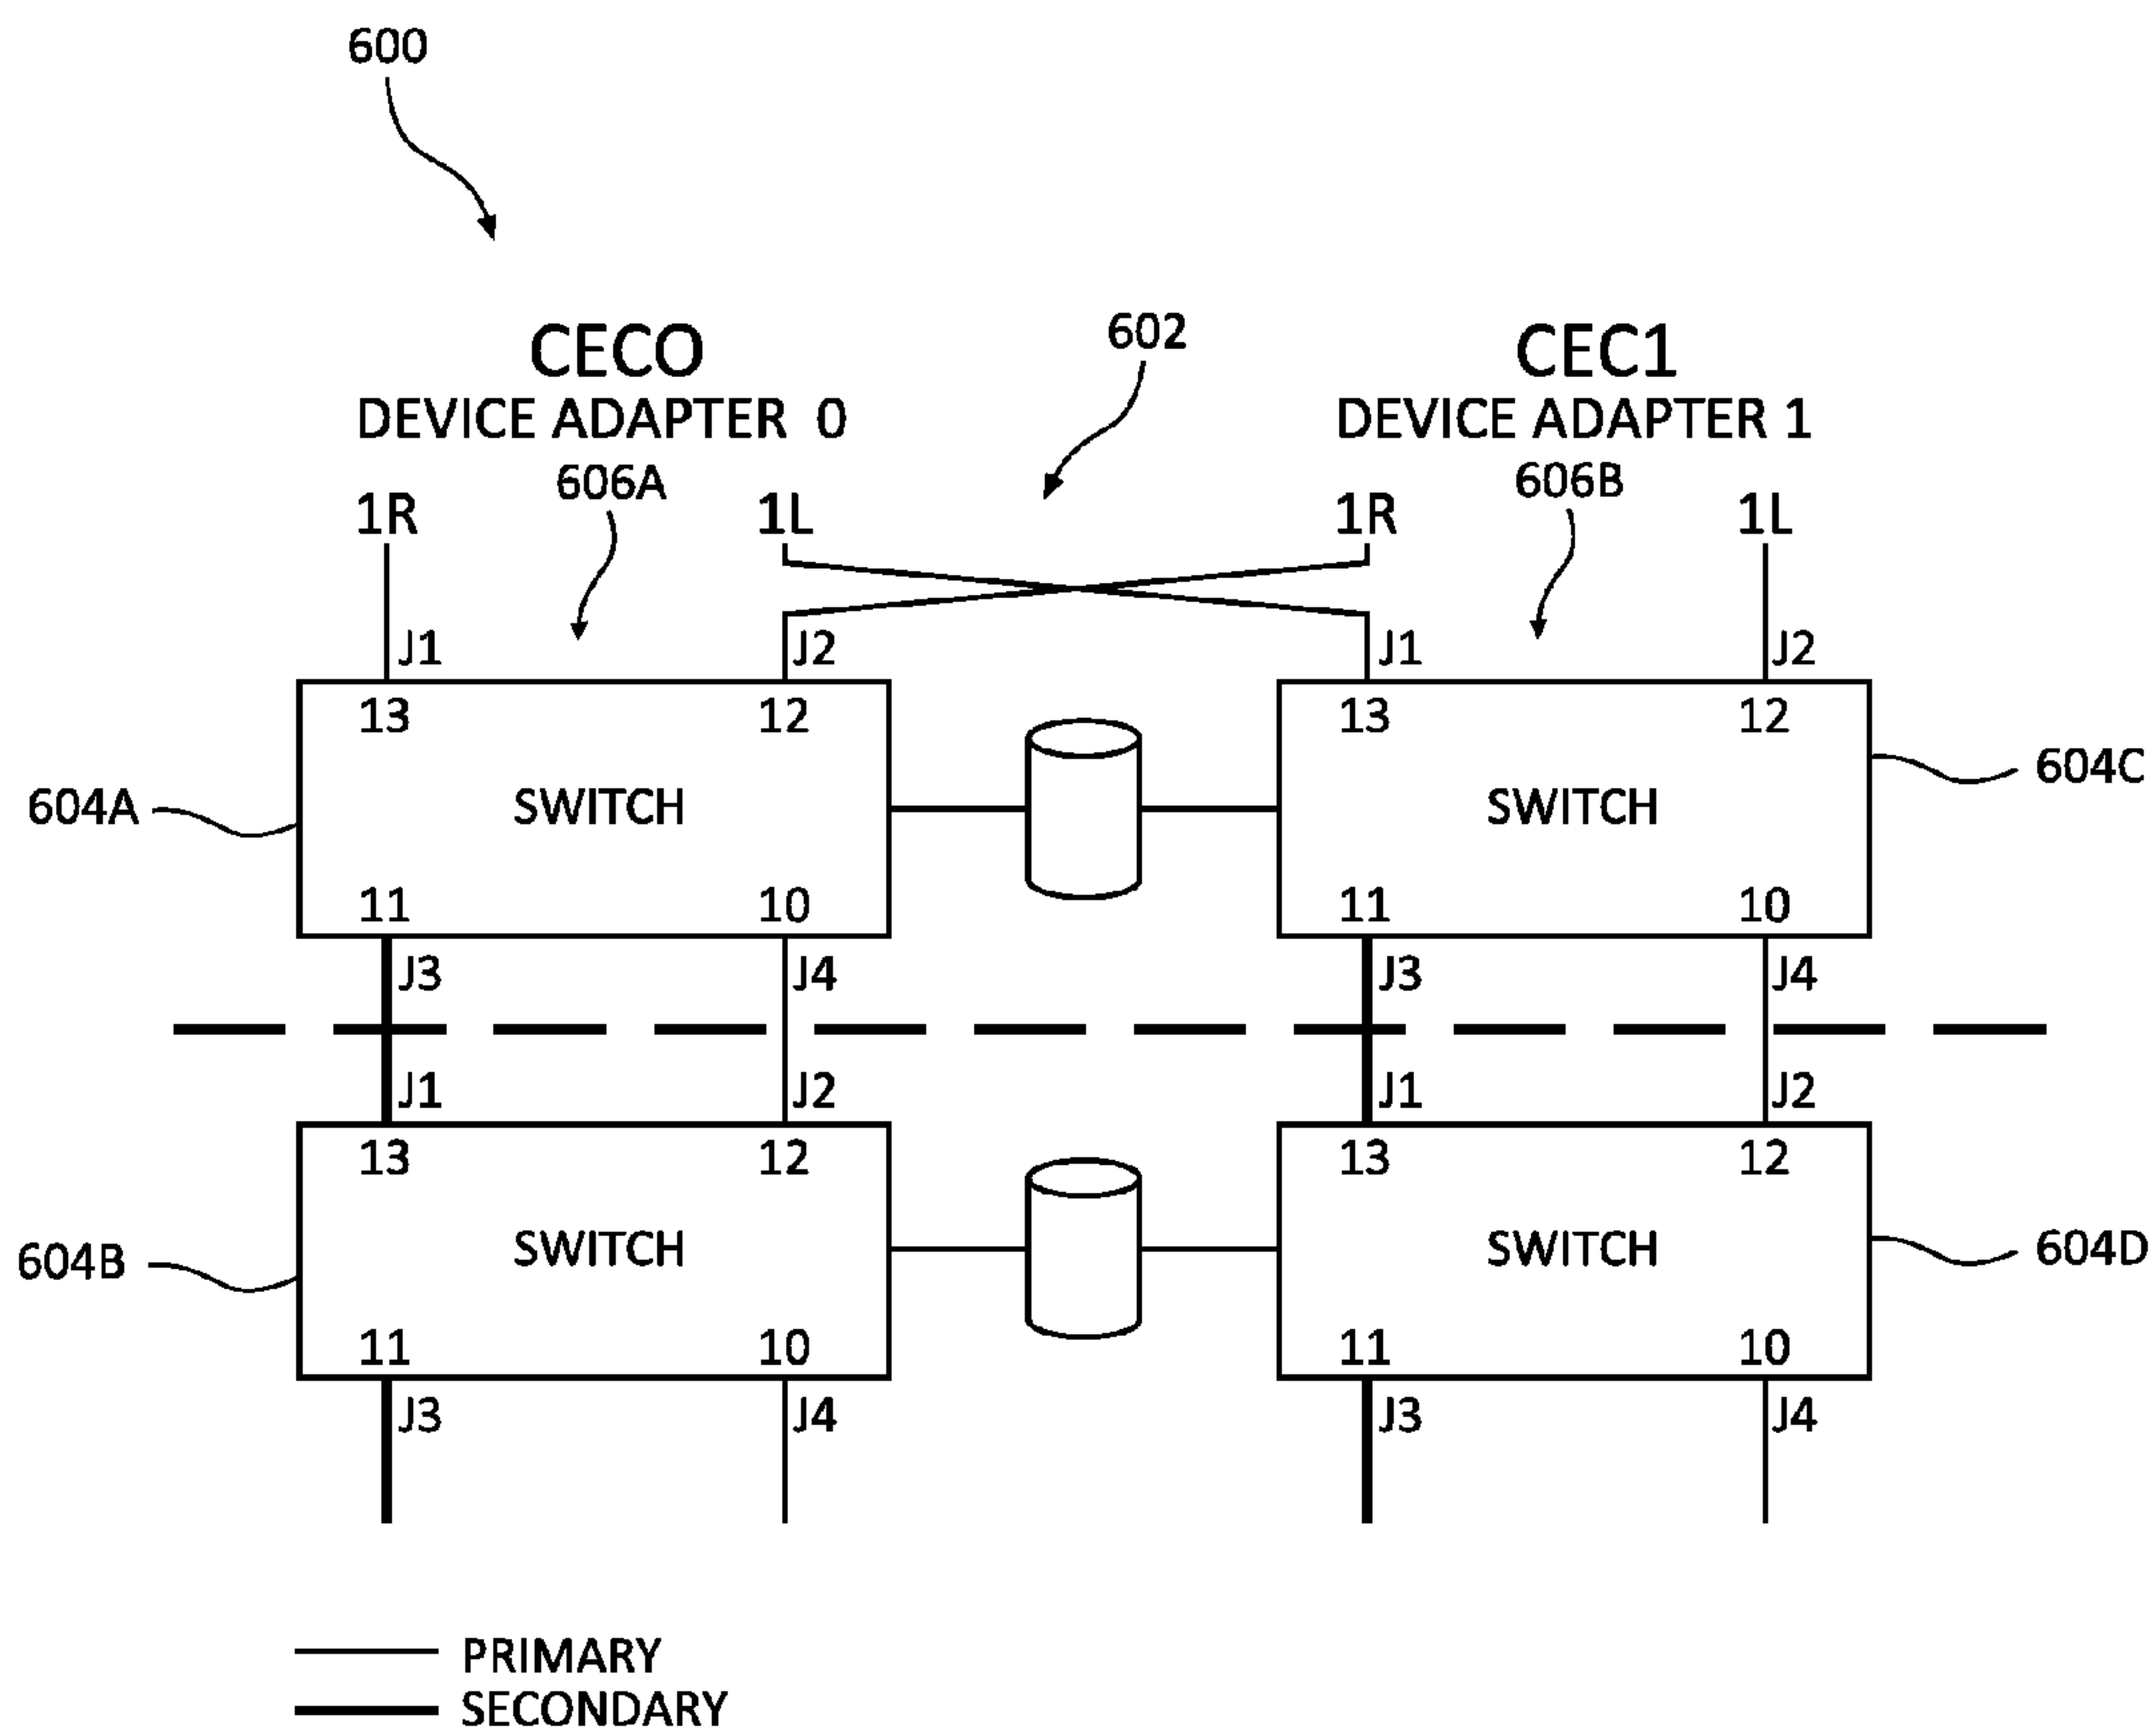 600
602
CECO
CEC1
DEVICE ADAPTER 0
DEVICE ADAPTER 1
606A
606B
1R
1L
1R
1L
J1
J2
J1
J2
13
12
13
12
604A
SWITCH
SWITCH
604C
11
10
11
10
J3
J4
J3
J4
J1
J2
J1
J2
13
12
13
12
604B
SWITCH
SWITCH
604D
11
10
11
10
J3
J4
J3
J4
PRIMARY
SECONDARY